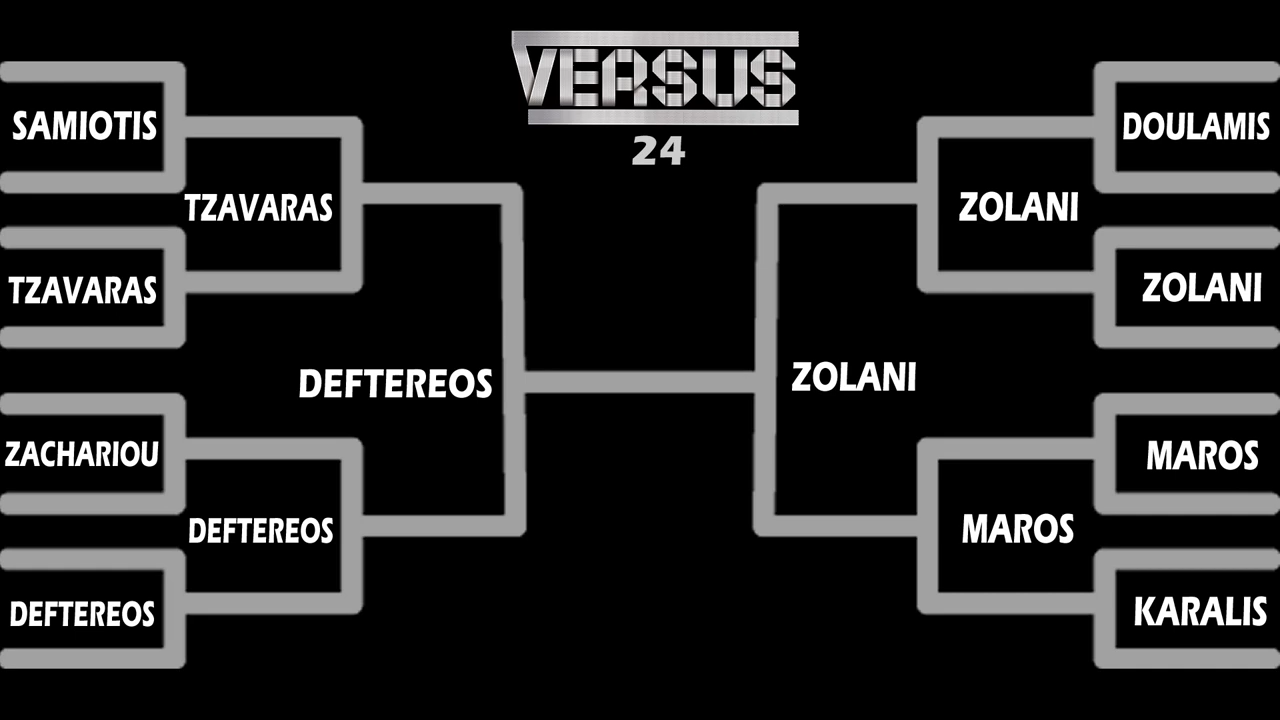 VERSUS
24
SAMIOTIS
TZAVARAS
TZAVARAS
ZACHARIOU
DEFTEREOS
DEFTEREOS
DEFTEREOS
ZOLANI
DOULAMIS
ZOLANI
ZOLANI
MAROS
MAROS
KARALIS